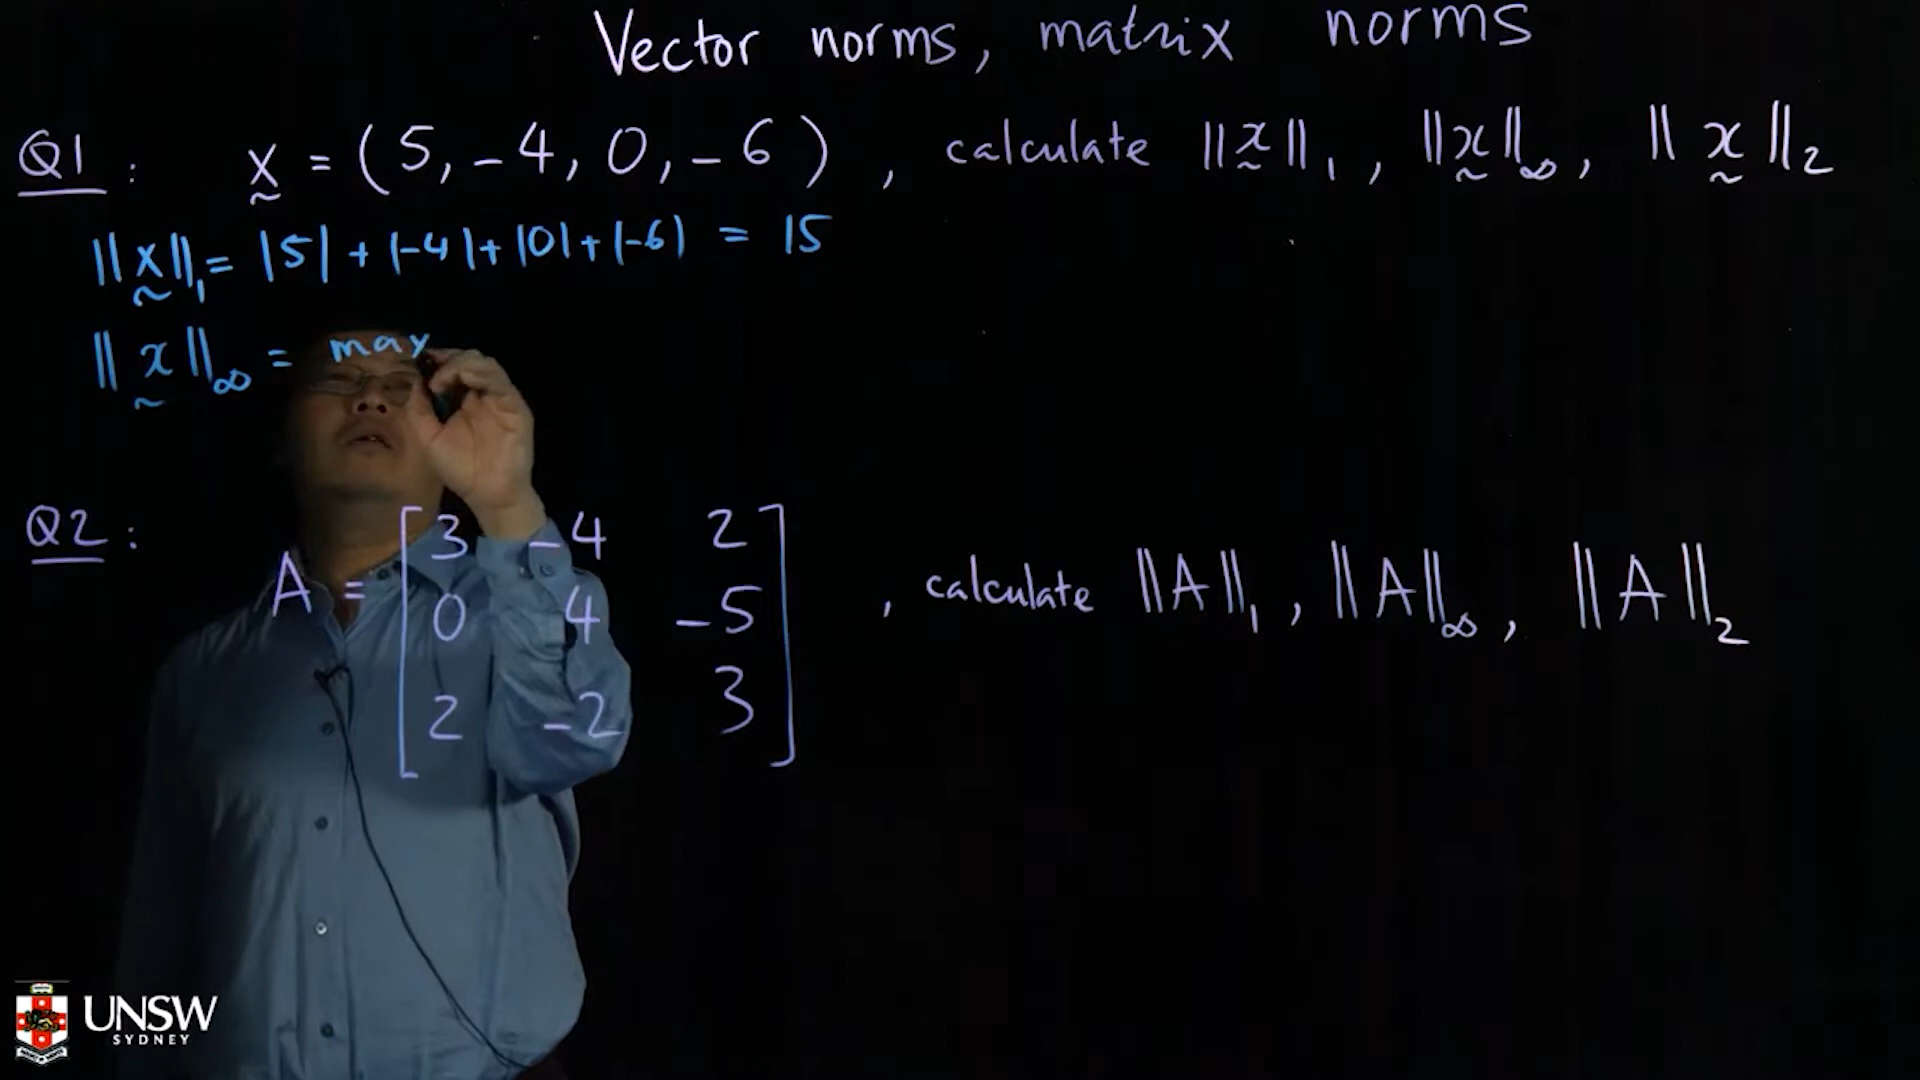 Vector norms, matrix norms
Q1: x̰ = (5, -4, 0, -6), calculate ||x̰||₁, ||x̰||∞, ||x̰||₂
||x̰||₁ = |5| + |-4| + |0| + |-6| = 15
||x̰||∞ = max
Q2: A = [3 -4 2
0 4 -5
2 -2 3], calculate ||A||₁, ||A||∞, ||A||₂
UNSW
SYDNEY